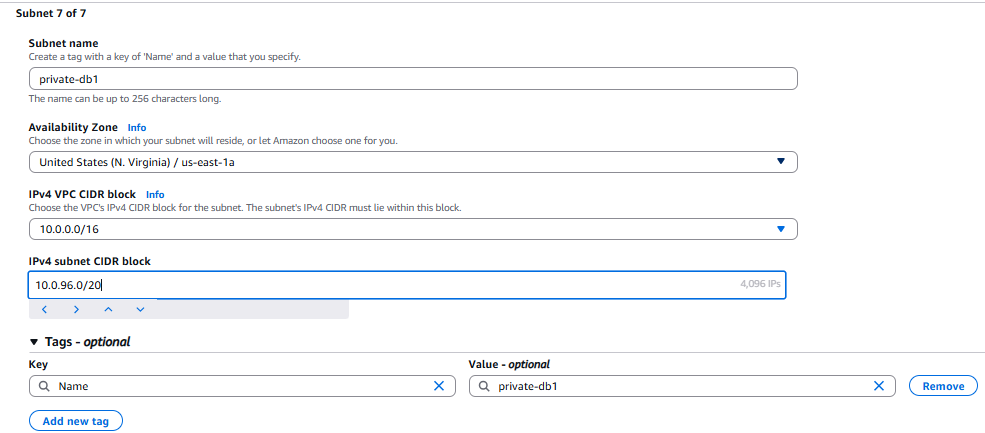 Subnet 7 of 7
Subnet name
Create a tag with a key of 'Name' and a value that you specify.
private-db1
The name can be up to 256 characters long.
Availability Zone Info
Choose the zone in which your subnet will reside, or let Amazon choose one for you.
United States (N. Virginia) / us-east-1a
IPv4 VPC CIDR block Info
Choose the VPC's IPv4 CIDR block for the subnet. The subnet's IPv4 CIDR must lie within this block.
10.0.0.0/16
IPv4 subnet CIDR block
10.0.96.0/20 4,096 IPs
Tags - optional
Key Value - optional
Name private-db1 Remove
Add new tag